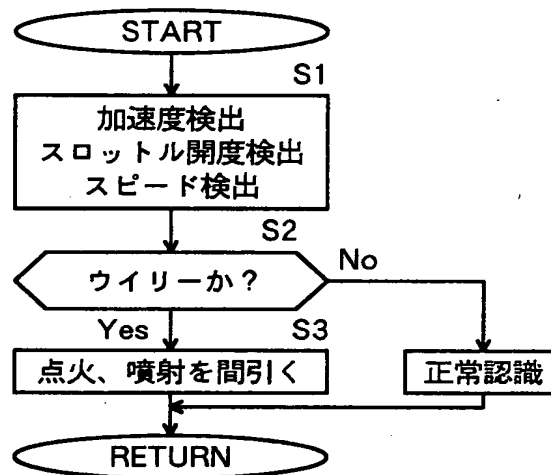 START
S1
加速度検出
スロットル開度検出
スピード検出
S2
ウイリーか？
No
Yes
S3
点火、噴射を間引く
正常認識
RETURN